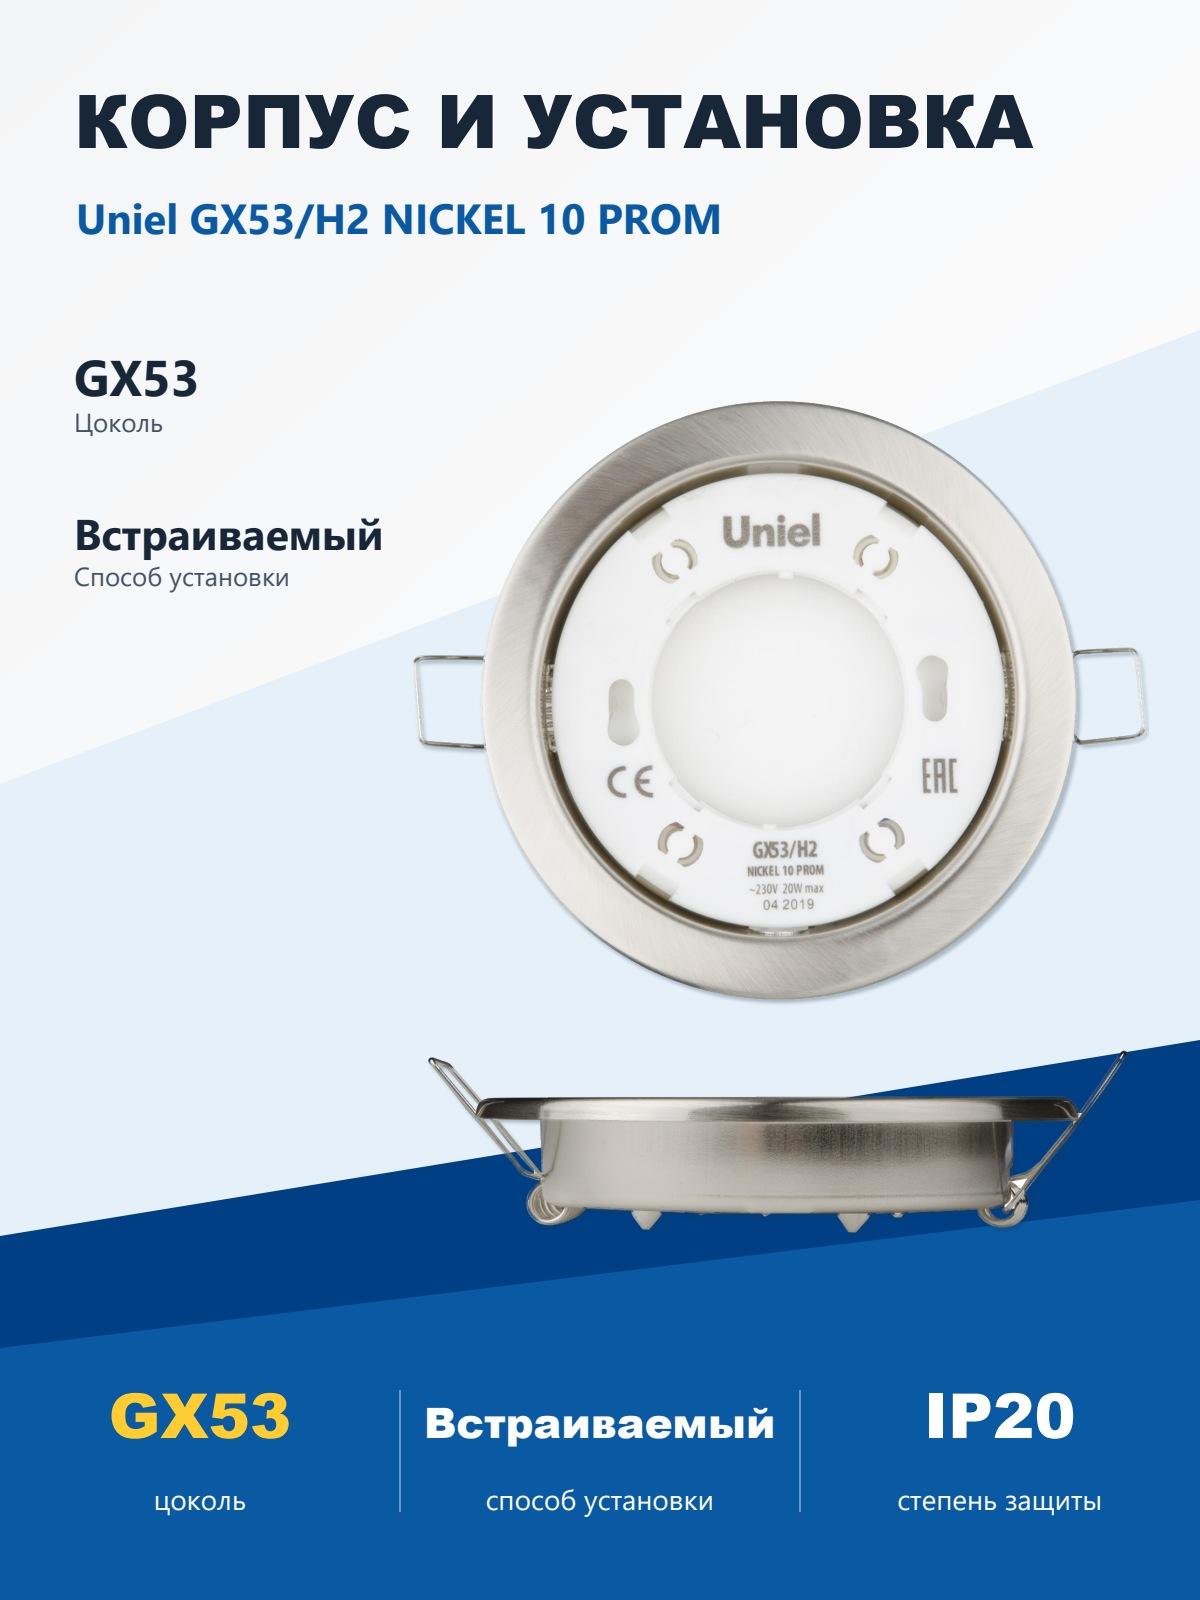 КОРПУС И УСТАНОВКА
Uniel GX53/H2 NICKEL 10 PROM
GX53
Цоколь
Встраиваемый
Способ установки
Uniel
CE
EAC
GX53/H2
NICKEL 10 PROM
~230V 20W max
04 2019
GX53
цоколь
Встраиваемый
способ установки
IP20
степень защиты